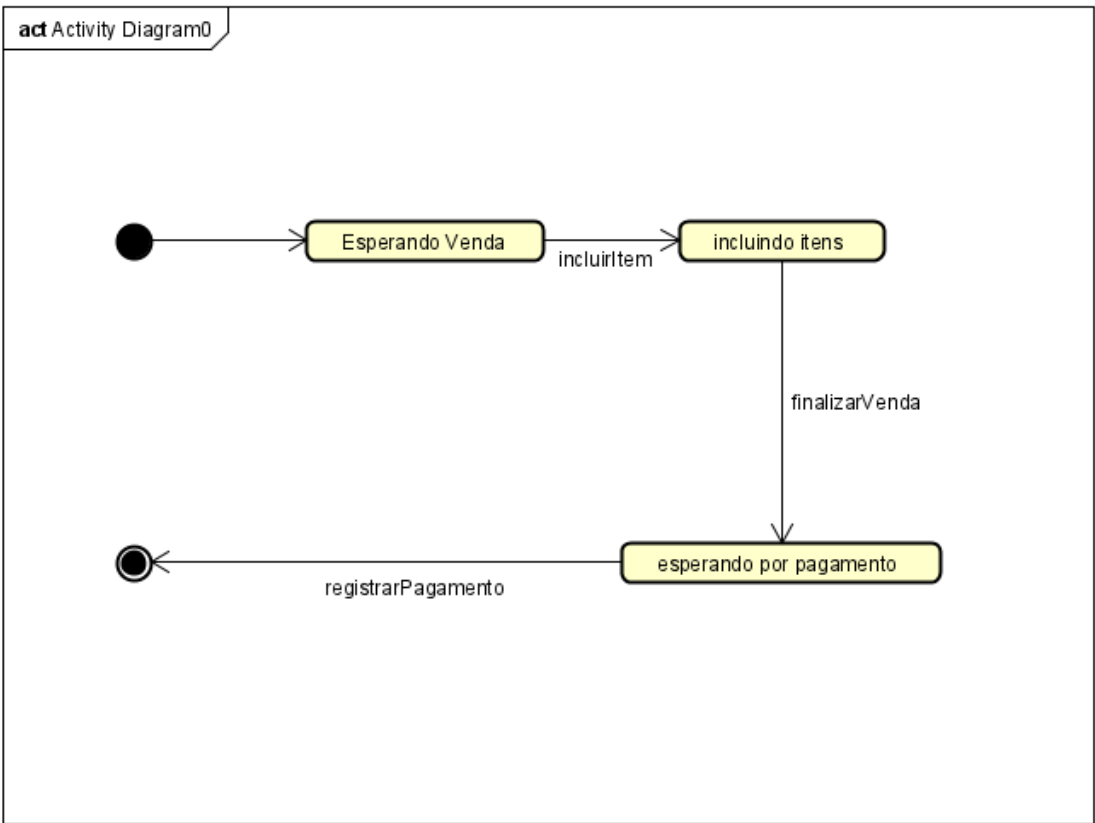 act Activity Diagram0
Esperando Venda
incluirItem
incluindo itens
finalizarVenda
esperando por pagamento
registrarPagamento